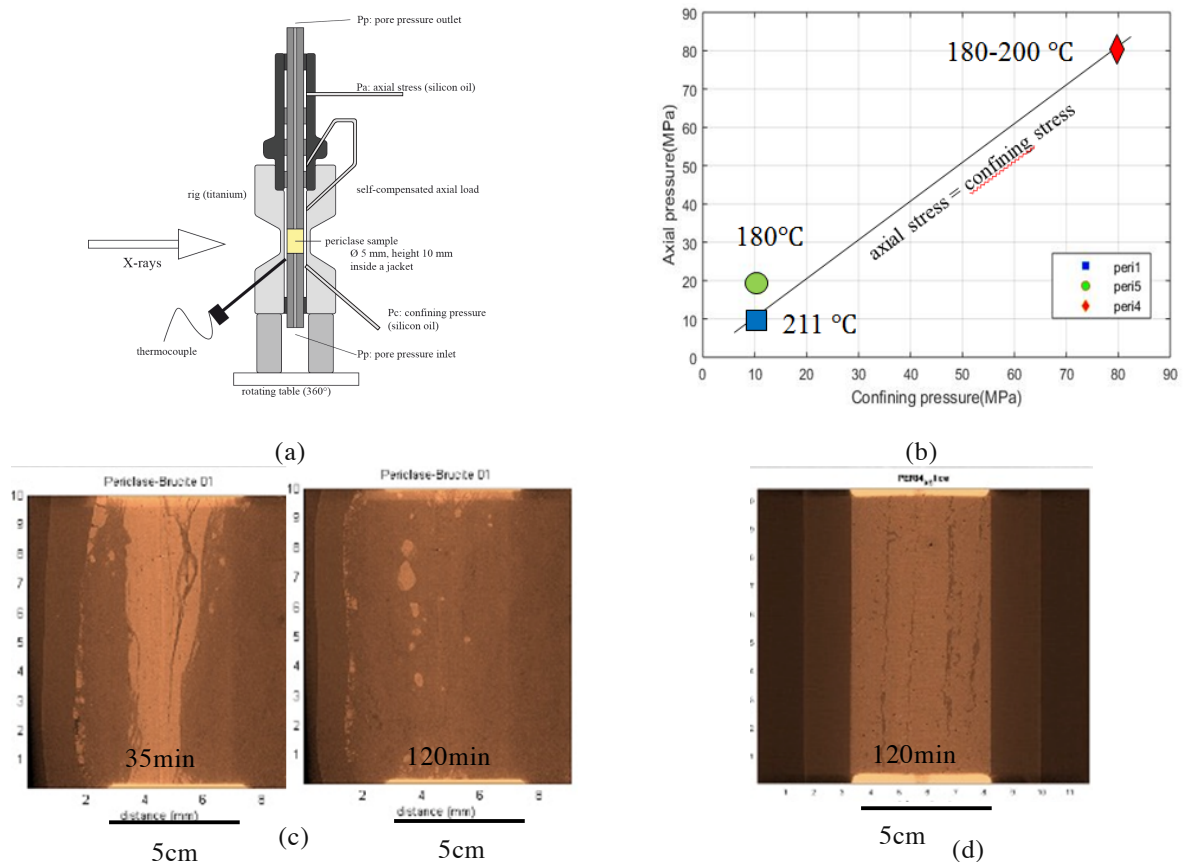 Pp: pore pressure outlet
Pa: axial stress (silicon oil)
rig (titanium)
self-compensated axial load
X-rays
periclase sample
Ø 5 mm, height 10 mm
inside a jacket
Pc: confining pressure
(silicon oil)
thermocouple
Pp: pore pressure inlet
rotating table (360°)
(a)
90
80
70
60
50
40
30
20
10
0
Axial pressure(MPa)
180-200 °C
axial stress = confining stress
180°C
211 °C
peri1
peri5
peri4
0 10 20 30 40 50 60 70 80 90
Confining pressure(MPa)
(b)
Periclase-Brucite 01
10
9
8
7
6
5
4
3
2
1
35min
2 4 6 8
distance (mm)
5cm
Periclase-Brucite 01
10
9
8
7
6
5
4
3
2
1
120min
2 4 6 8
distance (mm)
5cm
(c)
120min
1 2 3 4 5 6 7 8 9 10 11
5cm
(d)